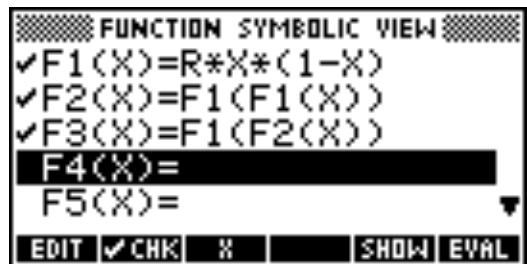 FUNCTION SYMBOLIC VIEW
✓F1(X)=R*X*(1-X)
✓F2(X)=F1(F1(X))
✓F3(X)=F1(F2(X))
F4(X)=
F5(X)=
EDIT ✓CHK X SHOW EVAL